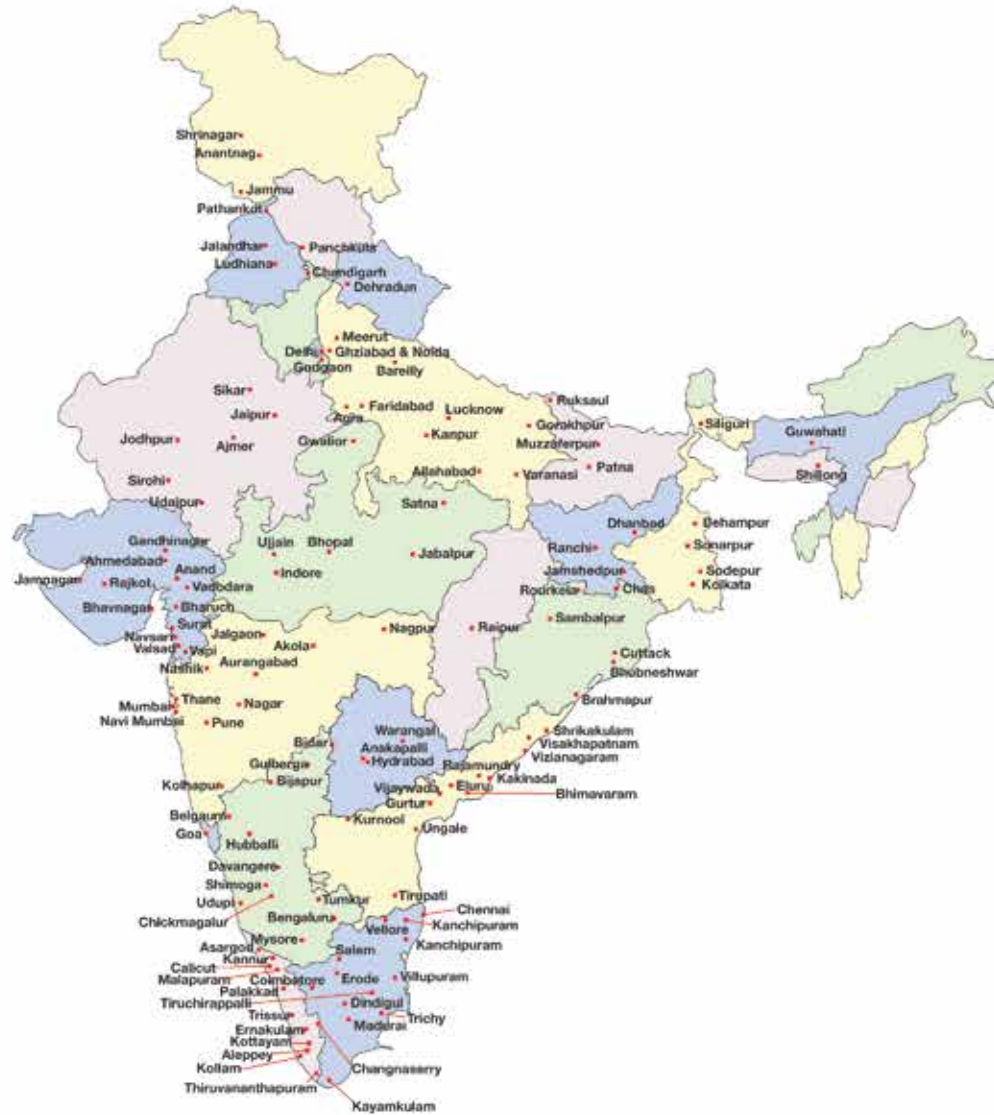 Shrinagar
Anantnag
Jammu
Pathankot
Jalandhar
Panchkula
Ludhiana
Chandigarh
Dehradun
Meerut
Delhi
Ghziabad & Noida
Godgaon
Bareilly
Sikar
Ruksaul
Faridabad
Lucknow
Jaipur
Agra
Gorakhpur
Siliguri
Jodhpur
Ajmer
Gwalior
Kanpur
Muzzaferpur
Guwahati
Sirohi
Allahabad
Varanasi
Patna
Shillong
Udaipur
Satna
Dhanbad
Behampur
Gandhinagar
Ujjain
Bhopal
Jabalpur
Ranchi
Sonarpur
Ahmedabad
Jamnagar
Rajkot
Anand
Indore
Jamshedpur
Sodepur
Vadodara
Rourkela
Chas
Kolkata
Bhavnagar
Bharuch
Sambalpur
Surat
Jalgaon
Nagpur
Raipur
Navsari
Akola
Valsad
Vapi
Cuttack
Nashik
Aurangabad
Bhubneshwar
Thane
Brahmapur
Mumbai
Nagar
Navi Mumbai
Pune
Warangal
Shrikakulam
Bidar
Anakapalli
Visakhapatnam
Gulberga
Hydrabad
Vizianagaram
Rajamundry
Kolhapur
Bijapur
Kakinada
Vijaywada
Eluru
Bhimavaram
Gurtur
Belgaum
Kurnool
Goa
Hubballi
Ungale
Davangere
Shimoga
Udupi
Tumkur
Tirupati
Chickmagalur
Bengaluru
Chennai
Vellore
Kanchipuram
Mysore
Kanchipuram
Asargod
Salem
Kannur
Calicut
Malapuram
Coimbatore
Erode
Villupuram
Palakkad
Tiruchirappalli
Dindigul
Trissur
Trichy
Madurai
Ernakulam
Kottayam
Aleppey
Kollam
Changnaserry
Thiruvananthapuram
Kayamkulam